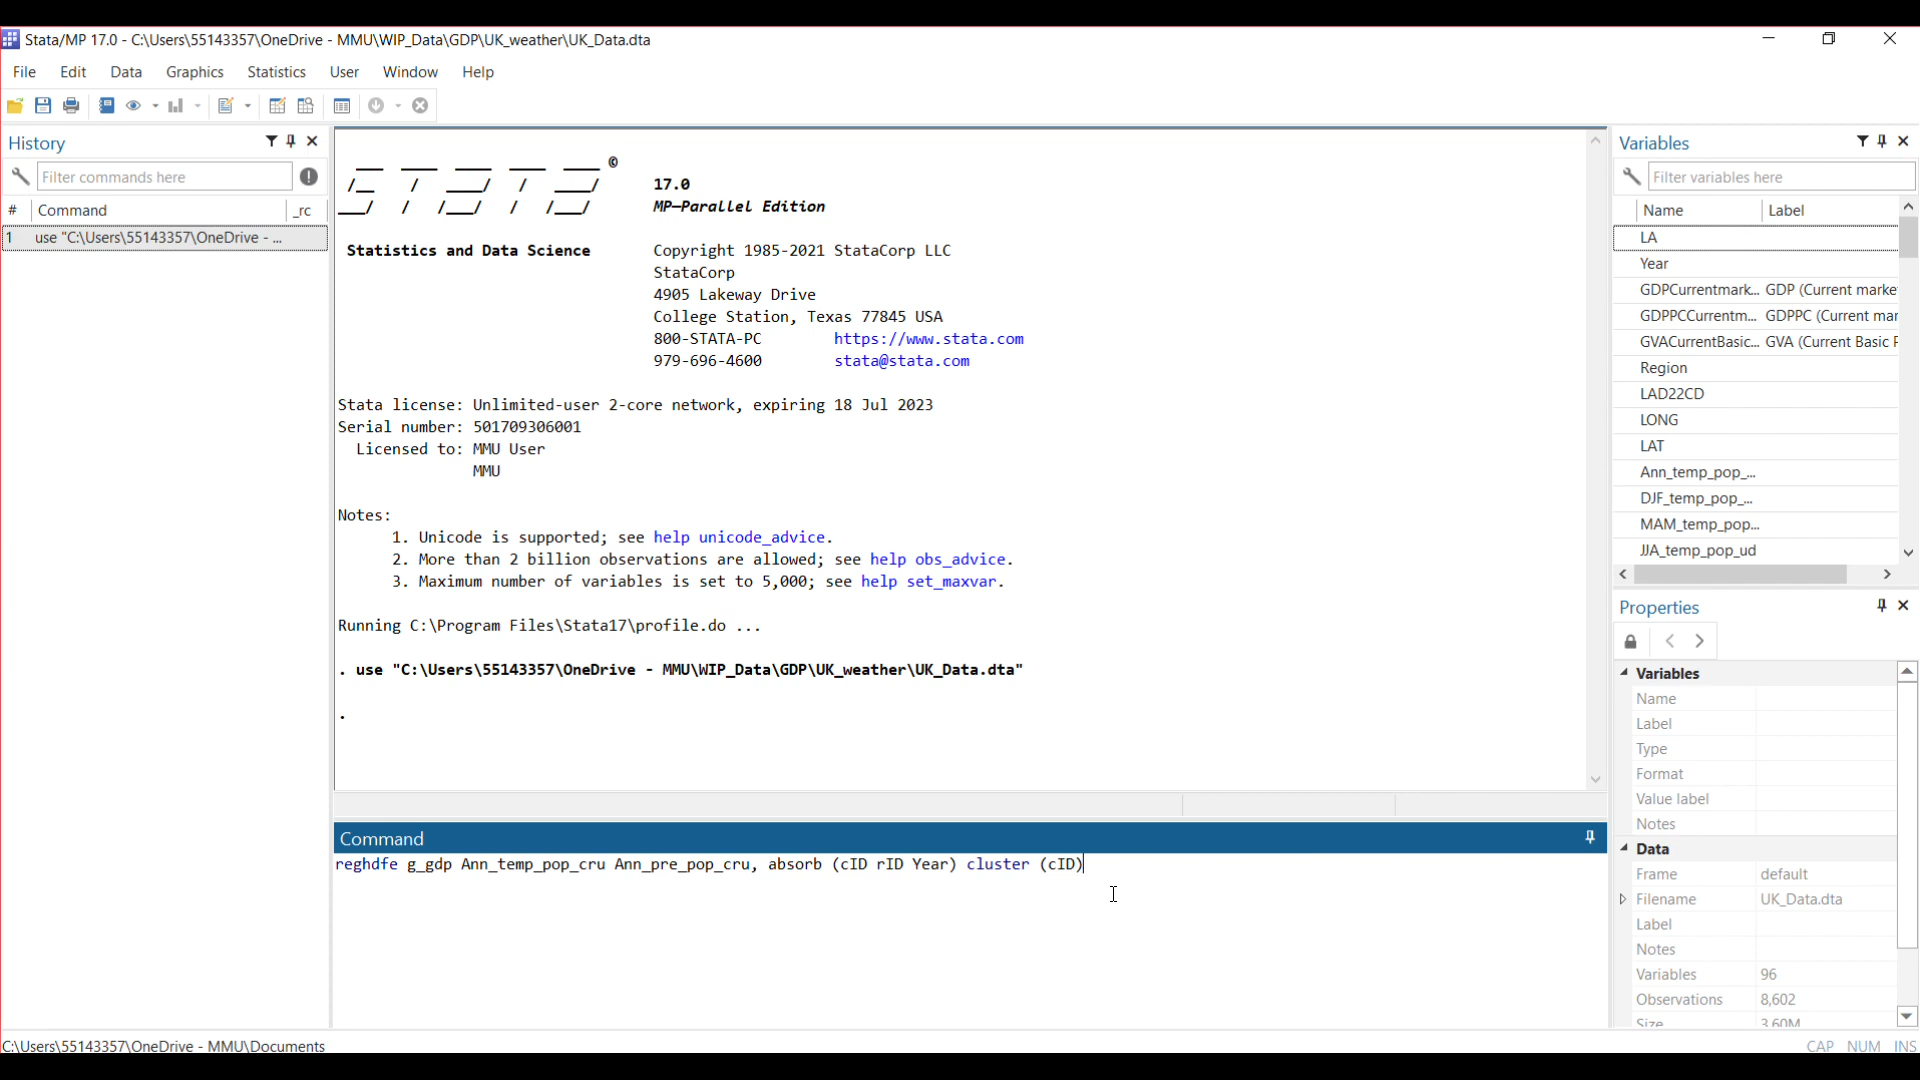 Stata/MP 17.0 - C:\Users\55143357\OneDrive - MMU\WIP_Data\GDP\UK_weather\UK_Data.dta
File Edit Data Graphics Statistics User Window Help
History
Filter commands here
# Command _rc
1 use "C:\Users\55143357\OneDrive - ...
©
STATA 17.0
MP—Parallel Edition
Statistics and Data Science Copyright 1985-2021 StataCorp LLC
StataCorp
4905 Lakeway Drive
College Station, Texas 77845 USA
800-STATA-PC https://www.stata.com
979-696-4600 stata@stata.com
Stata license: Unlimited-user 2-core network, expiring 18 Jul 2023
Serial number: 501709306001
Licensed to: MMU User
MMU
Notes:
1. Unicode is supported; see help unicode_advice.
2. More than 2 billion observations are allowed; see help obs_advice.
3. Maximum number of variables is set to 5,000; see help set_maxvar.
Running C:\Program Files\Stata17\profile.do ...
. use "C:\Users\55143357\OneDrive - MMU\WIP_Data\GDP\UK_weather\UK_Data.dta"
.
Command
reghdfe g_gdp Ann_temp_pop_cru Ann_pre_pop_cru, absorb (cID rID Year) cluster (cID)
Variables
Filter variables here
Name Label
LA
Year
GDPCurrentmark... GDP (Current marke
GDPPCCurrentm... GDPPC (Current mar
GVACurrentBasic... GVA (Current Basic P
Region
LAD22CD
LONG
LAT
Ann_temp_pop_...
DJF_temp_pop_...
MAM_temp_pop...
JJA_temp_pop_ud
Properties
Variables
Name
Label
Type
Format
Value label
Notes
Data
Frame default
Filename UK_Data.dta
Label
Notes
Variables 96
Observations 8,602
Size 3.60M
C:\Users\55143357\OneDrive - MMU\Documents
CAP NUM INS